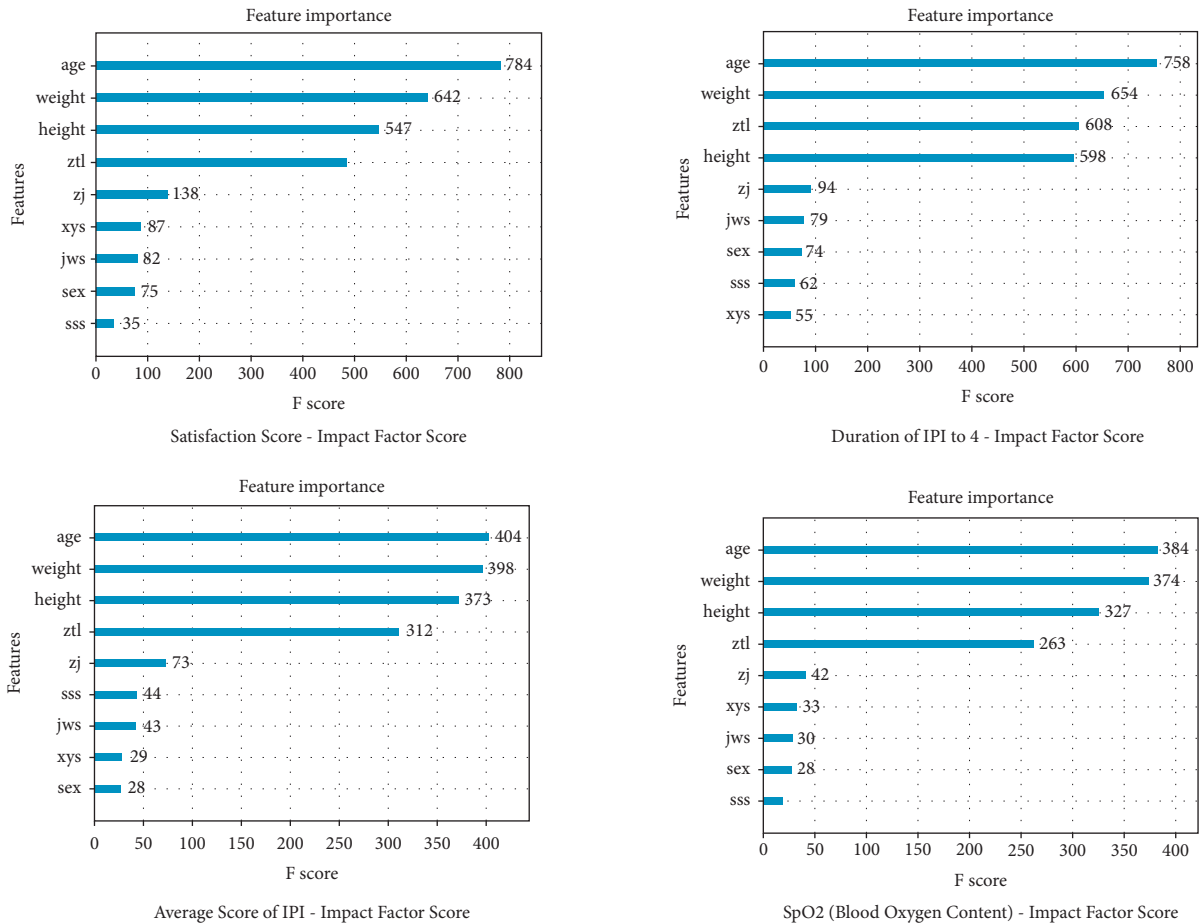 Feature importance
Features
age 784
weight 642
height 547
ztl
zj 138
xys 87
jws 82
sex 75
sss 35
0 100 200 300 400 500 600 700 800
F score
Satisfaction Score - Impact Factor Score
Feature importance
Features
age 758
weight 654
ztl 608
height 598
zj 94
jws 79
sex 74
sss 62
xys 55
0 100 200 300 400 500 600 700 800
F score
Duration of IPI to 4 - Impact Factor Score
Feature importance
Features
age 404
weight 398
height 373
ztl 312
zj 73
sss 44
jws 43
xys 29
sex 28
0 50 100 150 200 250 300 350 400
F score
Average Score of IPI - Impact Factor Score
Feature importance
Features
age 384
weight 374
height 327
ztl 263
zj 42
xys 33
jws 30
sex 28
sss
0 50 100 150 200 250 300 350 400
F score
SpO2 (Blood Oxygen Content) - Impact Factor Score